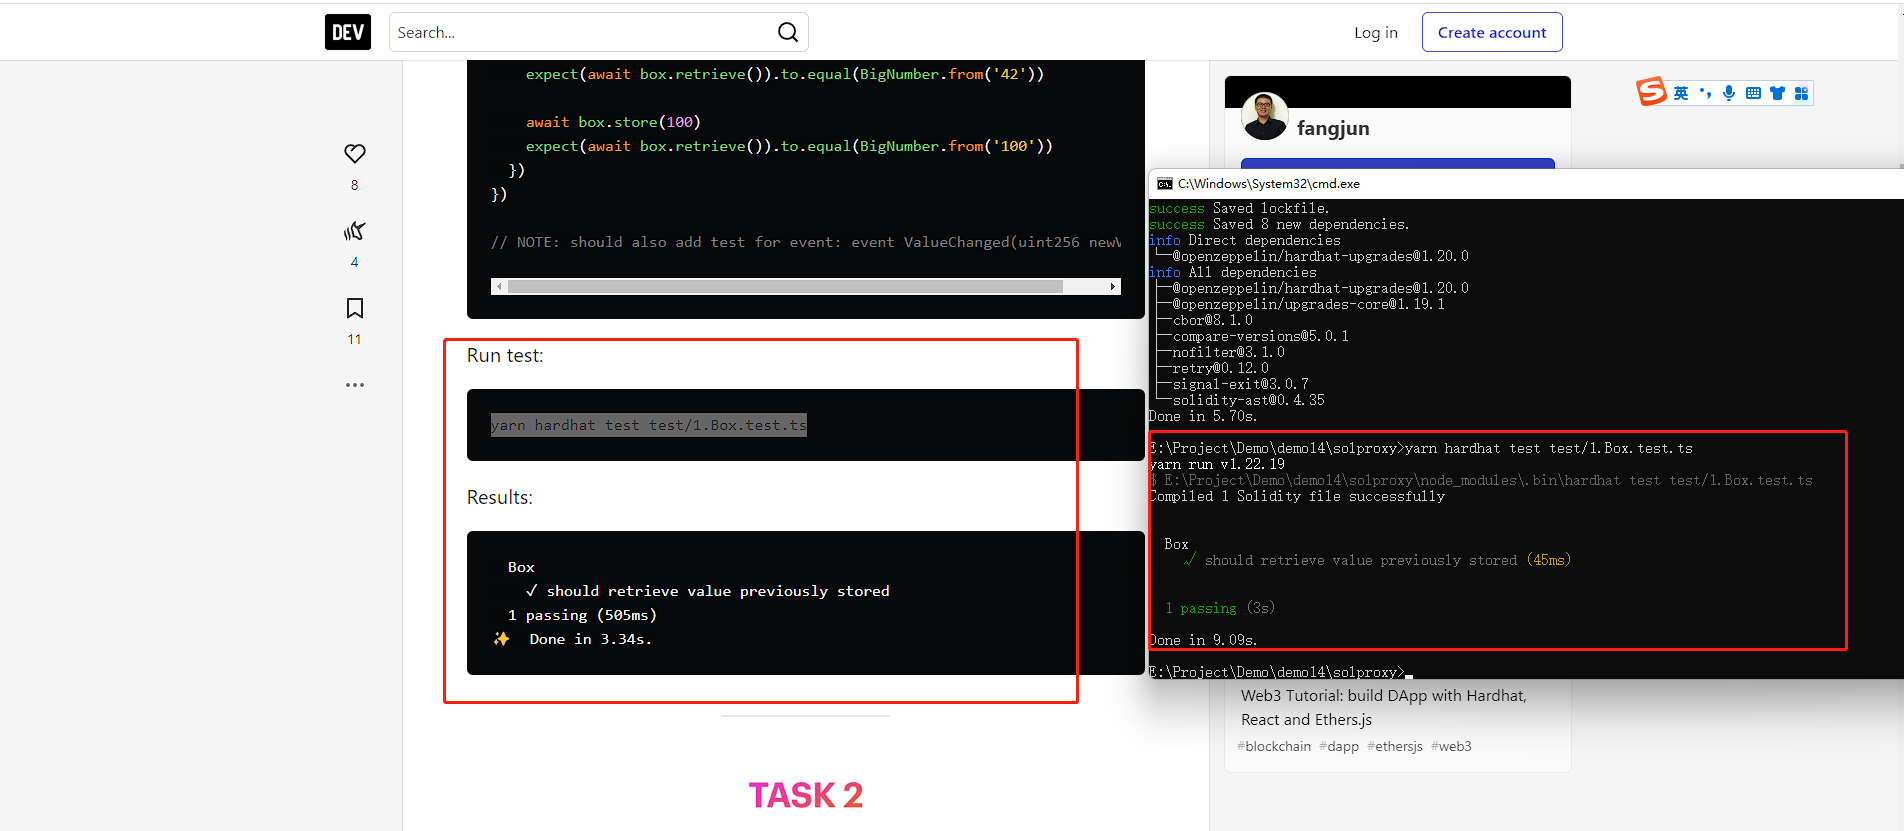 DEV
Search...
Log in
Create account
expect(await box.retrieve()).to.equal(BigNumber.from('42'))
await box.store(100)
expect(await box.retrieve()).to.equal(BigNumber.from('100'))
})
})
// NOTE: should also add test for event: event ValueChanged(uint256 newV
8
4
11
Run test:
yarn hardhat test test/1.Box.test.ts
Results:
Box
✓ should retrieve value previously stored
1 passing (505ms)
✨ Done in 3.34s.
TASK 2
英
fangjun
C:\Windows\System32\cmd.exe
success Saved lockfile.
success Saved 8 new dependencies.
info Direct dependencies
└─@openzeppelin/hardhat-upgrades@1.20.0
info All dependencies
├─@openzeppelin/hardhat-upgrades@1.20.0
├─@openzeppelin/upgrades-core@1.19.1
├─cbor@8.1.0
├─compare-versions@5.0.1
├─nofilter@3.1.0
├─retry@0.12.0
├─signal-exit@3.0.7
└─solidity-ast@0.4.35
Done in 5.70s.
E:\Project\Demo\demo14\solproxy>yarn hardhat test test/1.Box.test.ts
yarn run v1.22.19
$ E:\Project\Demo\demo14\solproxy\node_modules\.bin\hardhat test test/1.Box.test.ts
Compiled 1 Solidity file successfully
Box
√ should retrieve value previously stored (45ms)
1 passing (3s)
Done in 9.09s.
E:\Project\Demo\demo14\solproxy>
Web3 Tutorial: build DApp with Hardhat,
React and Ethers.js
#blockchain #dapp #ethersjs #web3